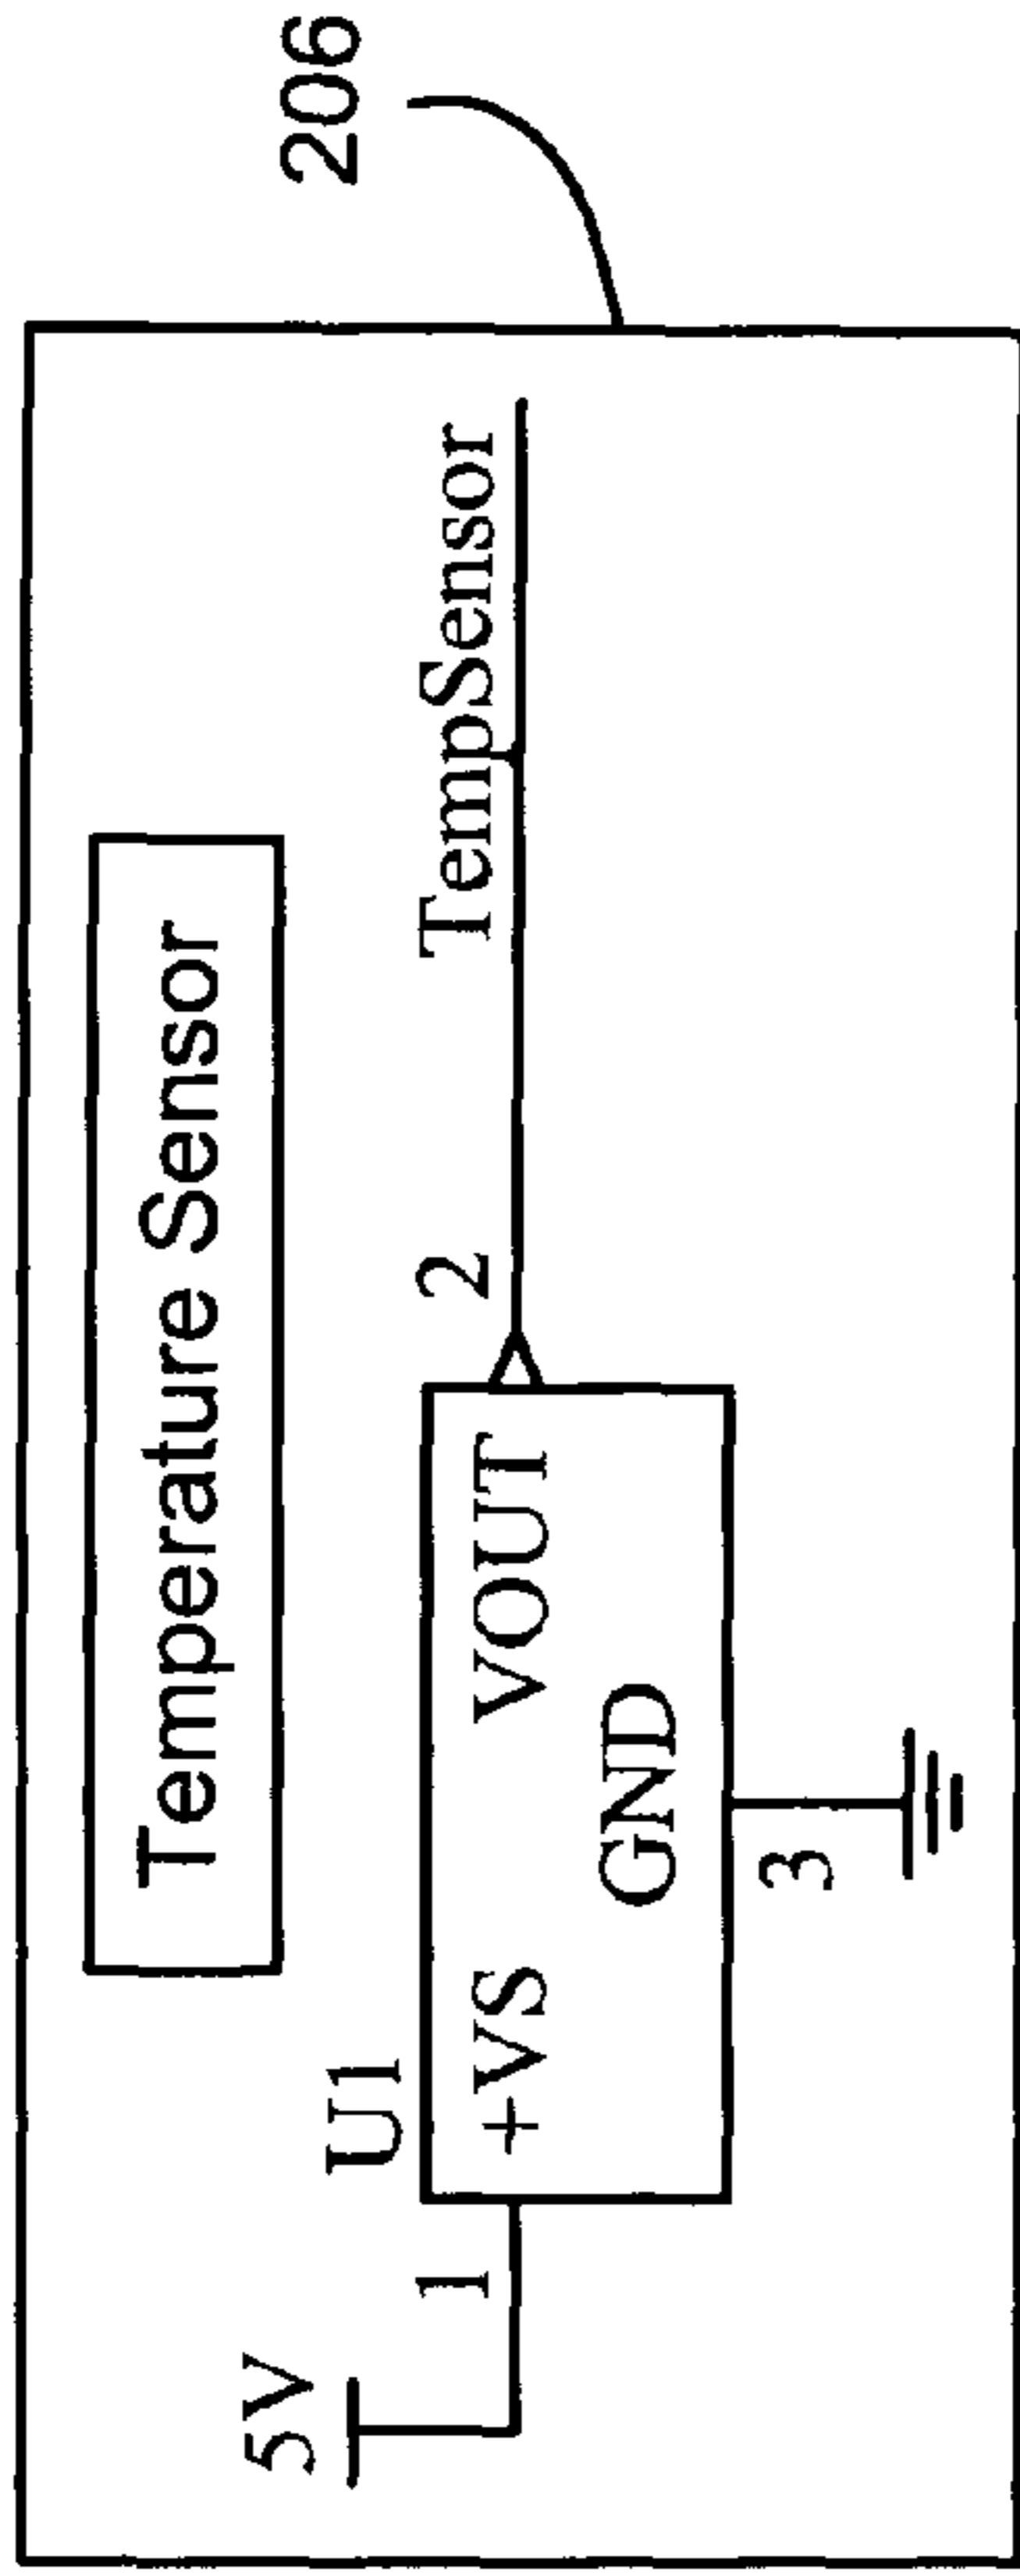 206
Temperature Sensor
5V
U1
1
+VS
VOUT
GND
2
TempSensor
3